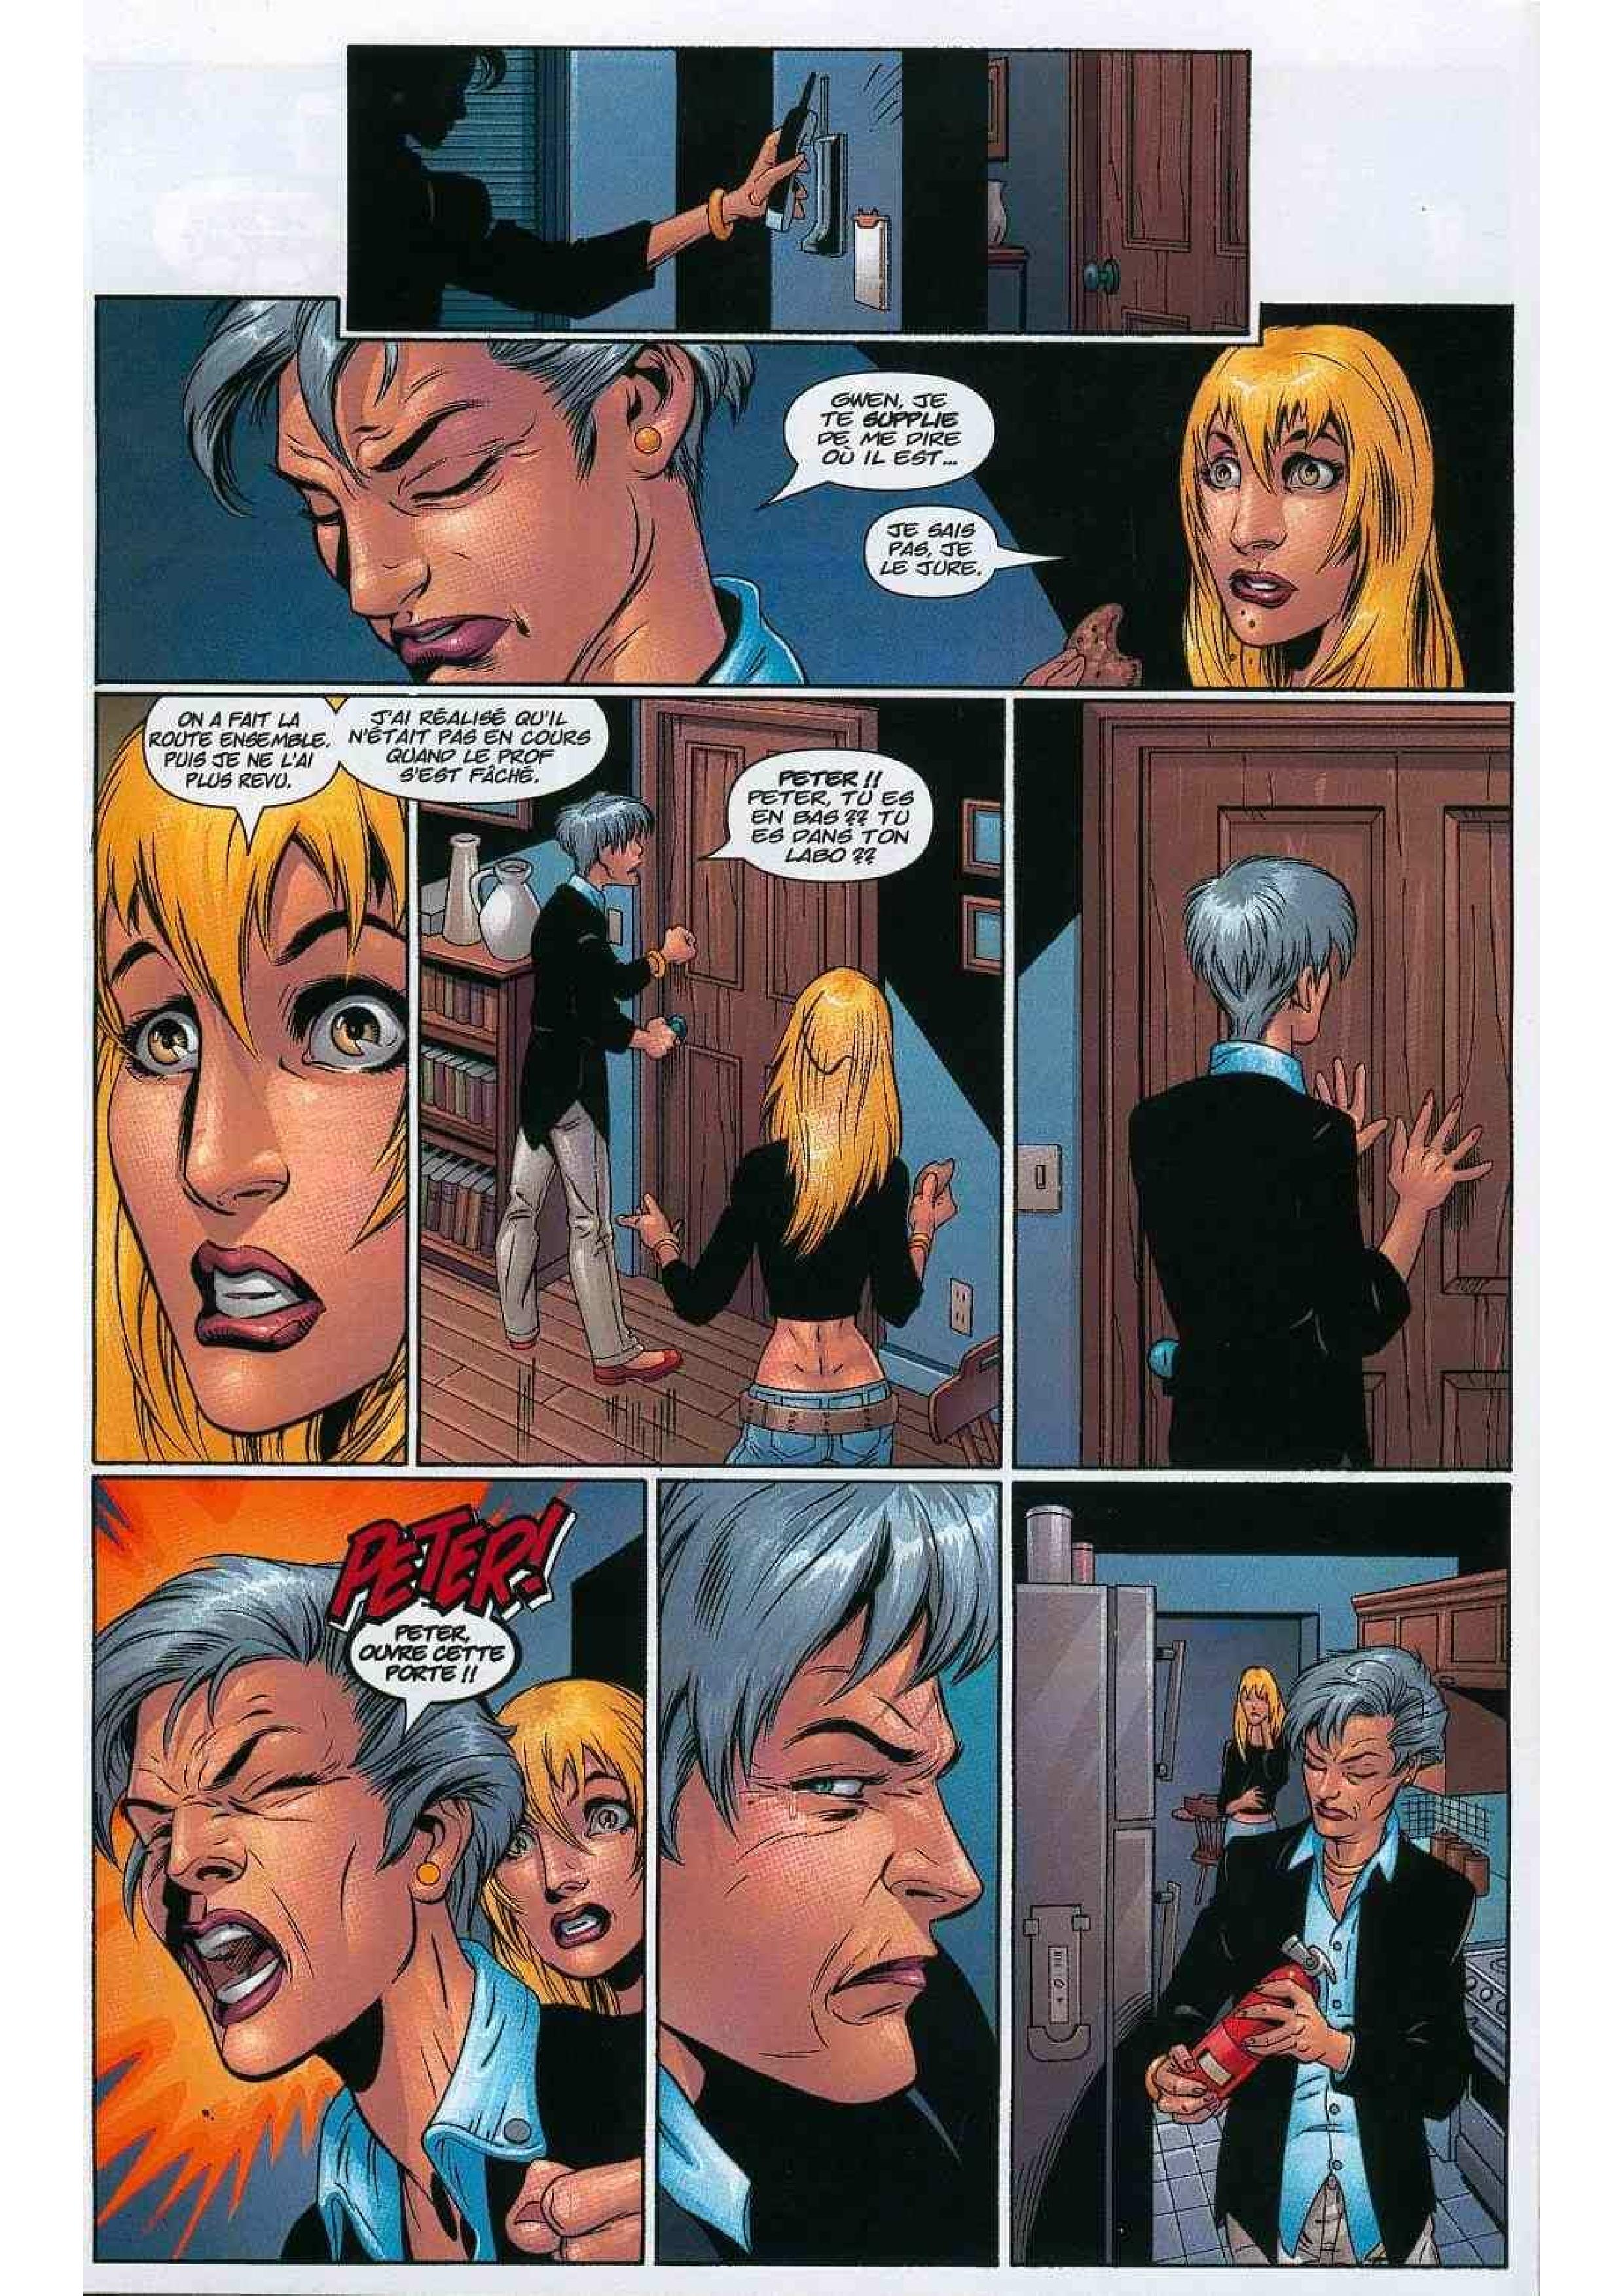 GWEN, JE
TE SUPPLIE
DE ME DIRE
OÙ IL EST...
JE SAIS
PAS, JE
LE JURE.
ON A FAIT LA
ROUTE ENSEMBLE.
PUIS JE NE L'AI
PLUS REVU.
J'AI RÉALISÉ QU'IL
N'ÉTAIT PAS EN COURS
QUAND LE PROF
S'EST FÂCHÉ.
PETER !!
PETER, TU ES
EN BAS ?? TU
ES DANS TON
LABO ??
PETER!
PETER,
OUVRE CETTE
PORTE !!